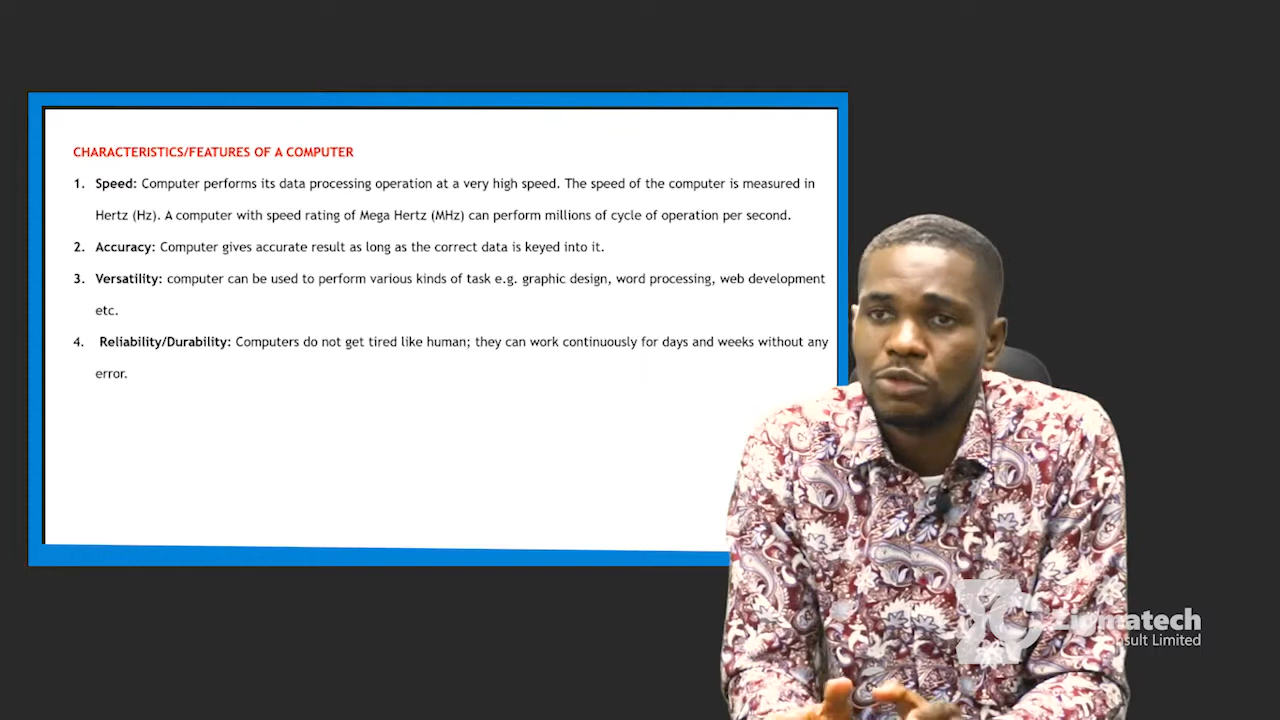 CHARACTERISTICS/FEATURES OF A COMPUTER
1. Speed: Computer performs its data processing operation at a very high speed. The speed of the computer is measured in
Hertz (Hz). A computer with speed rating of Mega Hertz (MHz) can perform millions of cycle of operation per second.
2. Accuracy: Computer gives accurate result as long as the correct data is keyed into it.
3. Versatility: computer can be used to perform various kinds of task e.g. graphic design, word processing, web development
etc.
4. Reliability/Durability: Computers do not get tired like human; they can work continuously for days and weeks without any
error.
Limited